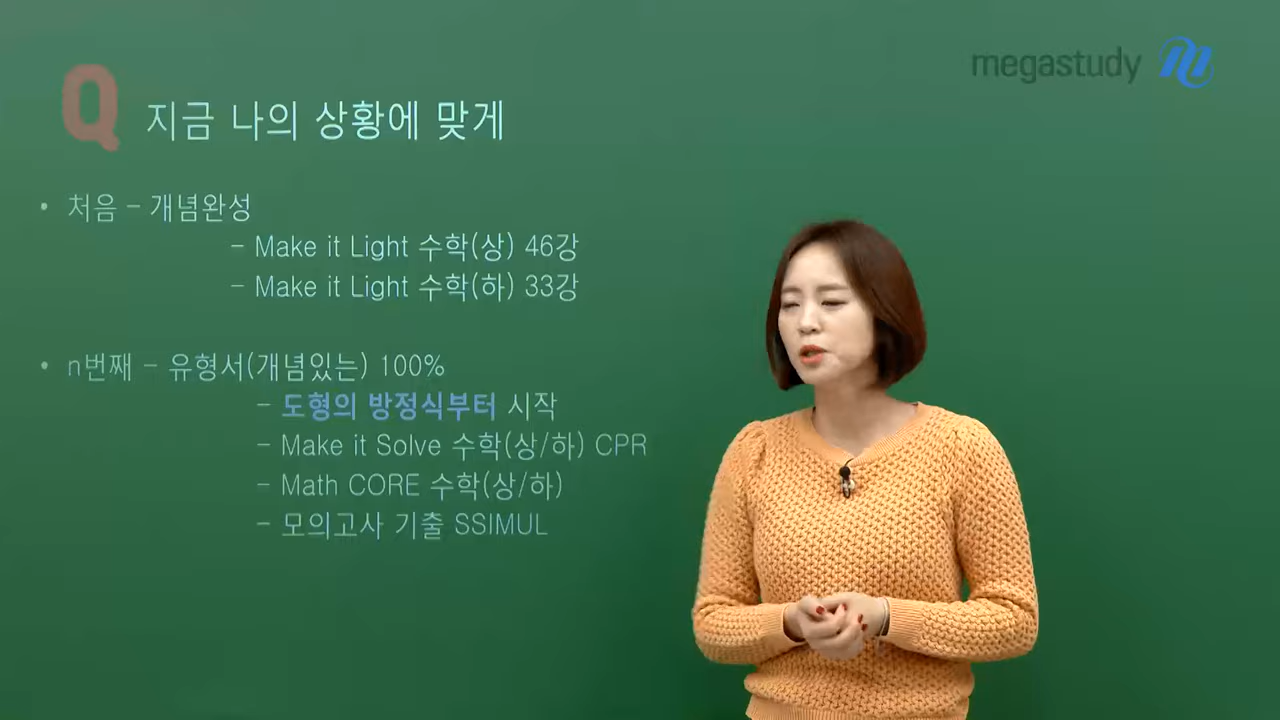 megastudy
Q 지금 나의 상황에 맞게
• 처음 – 개념완성
– Make it Light 수학(상) 46강
– Make it Light 수학(하) 33강
• n번째 – 유형서(개념있는) 100%
– 도형의 방정식부터 시작
– Make it Solve 수학(상/하) CPR
– Math CORE 수학(상/하)
– 모의고사 기출 SSIMUL